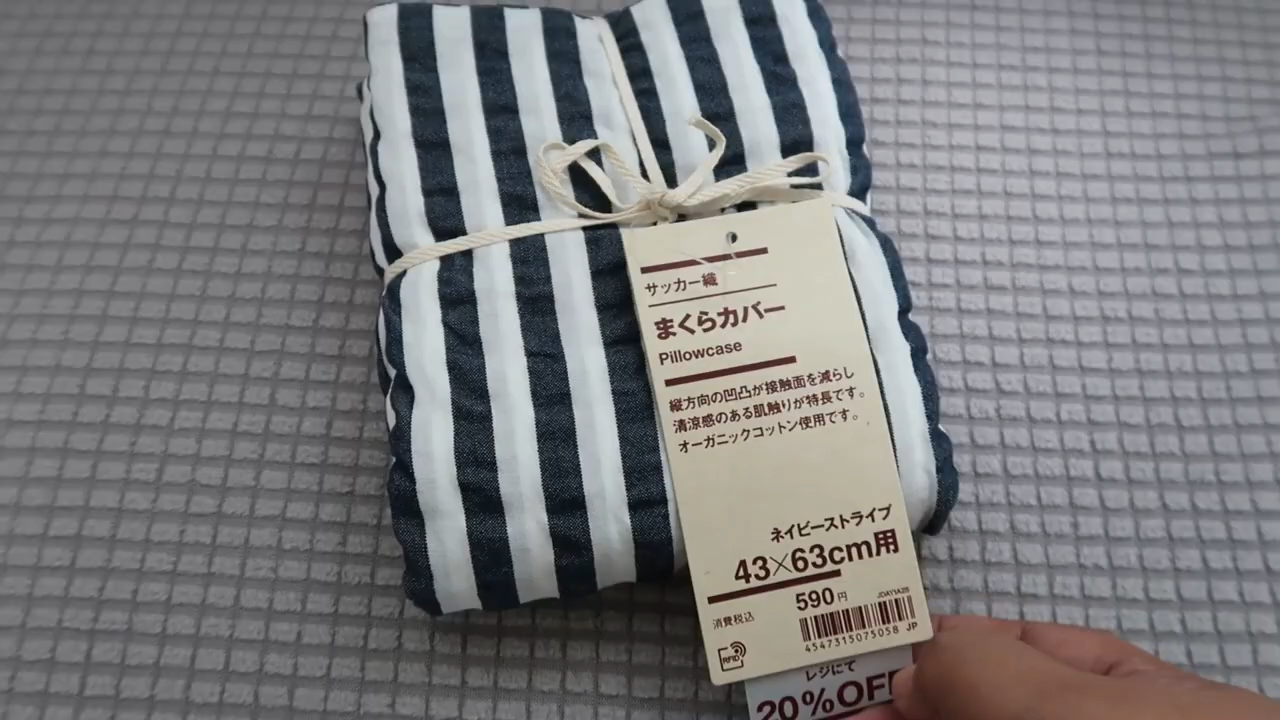 サッカー織
まくらカバー
Pillowcase
縦方向の凹凸が接触面を減らし
清涼感のある肌触りが特長です。
オーガニックコットン使用です。
ネイビーストライプ
43×63cm用
590円
消費税込
4547315075058 JP
RFID
レジにて
20%OFF